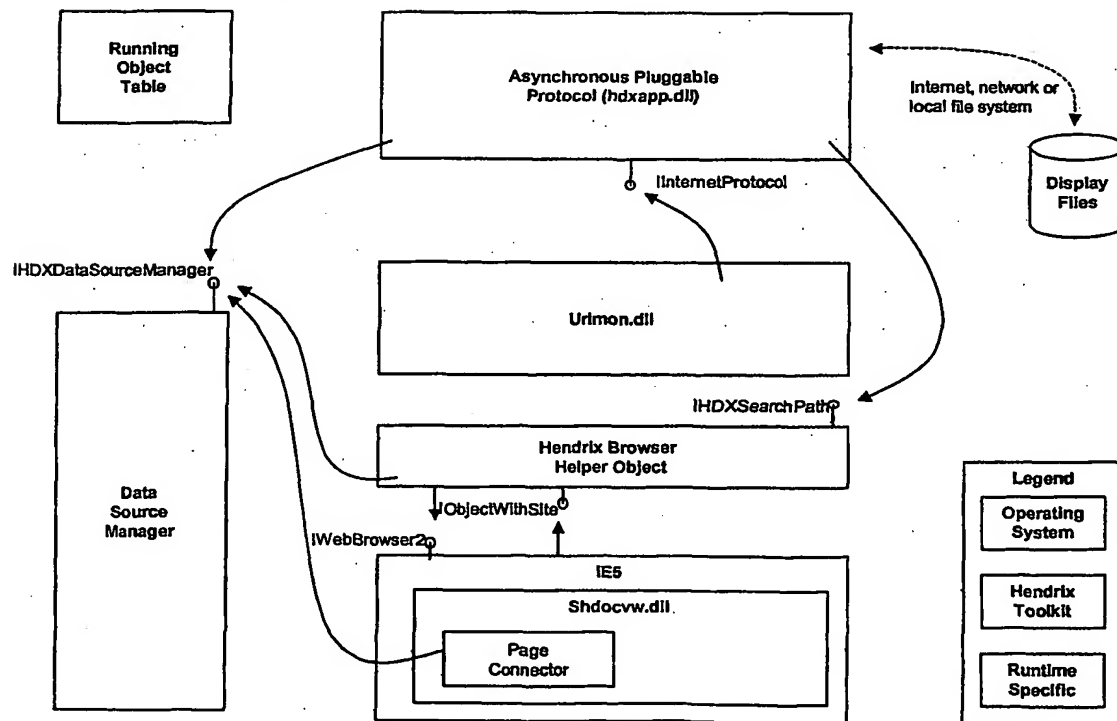 Running
Object
Table
Asynchronous Pluggable
Protocol (hdxapp.dll)
Internet, network or
local file system
Display
Files
IInternetProtocol
IHDXDataSourceManager
Urlmon.dll
IHDXSearchPath
Hendrix Browser
Helper Object
Data
Source
Manager
IObjectWithSite
IWebBrowser2
IE5
Shdocvw.dll
Page
Connector
Legend
Operating
System
Hendrix
Toolkit
Runtime
Specific